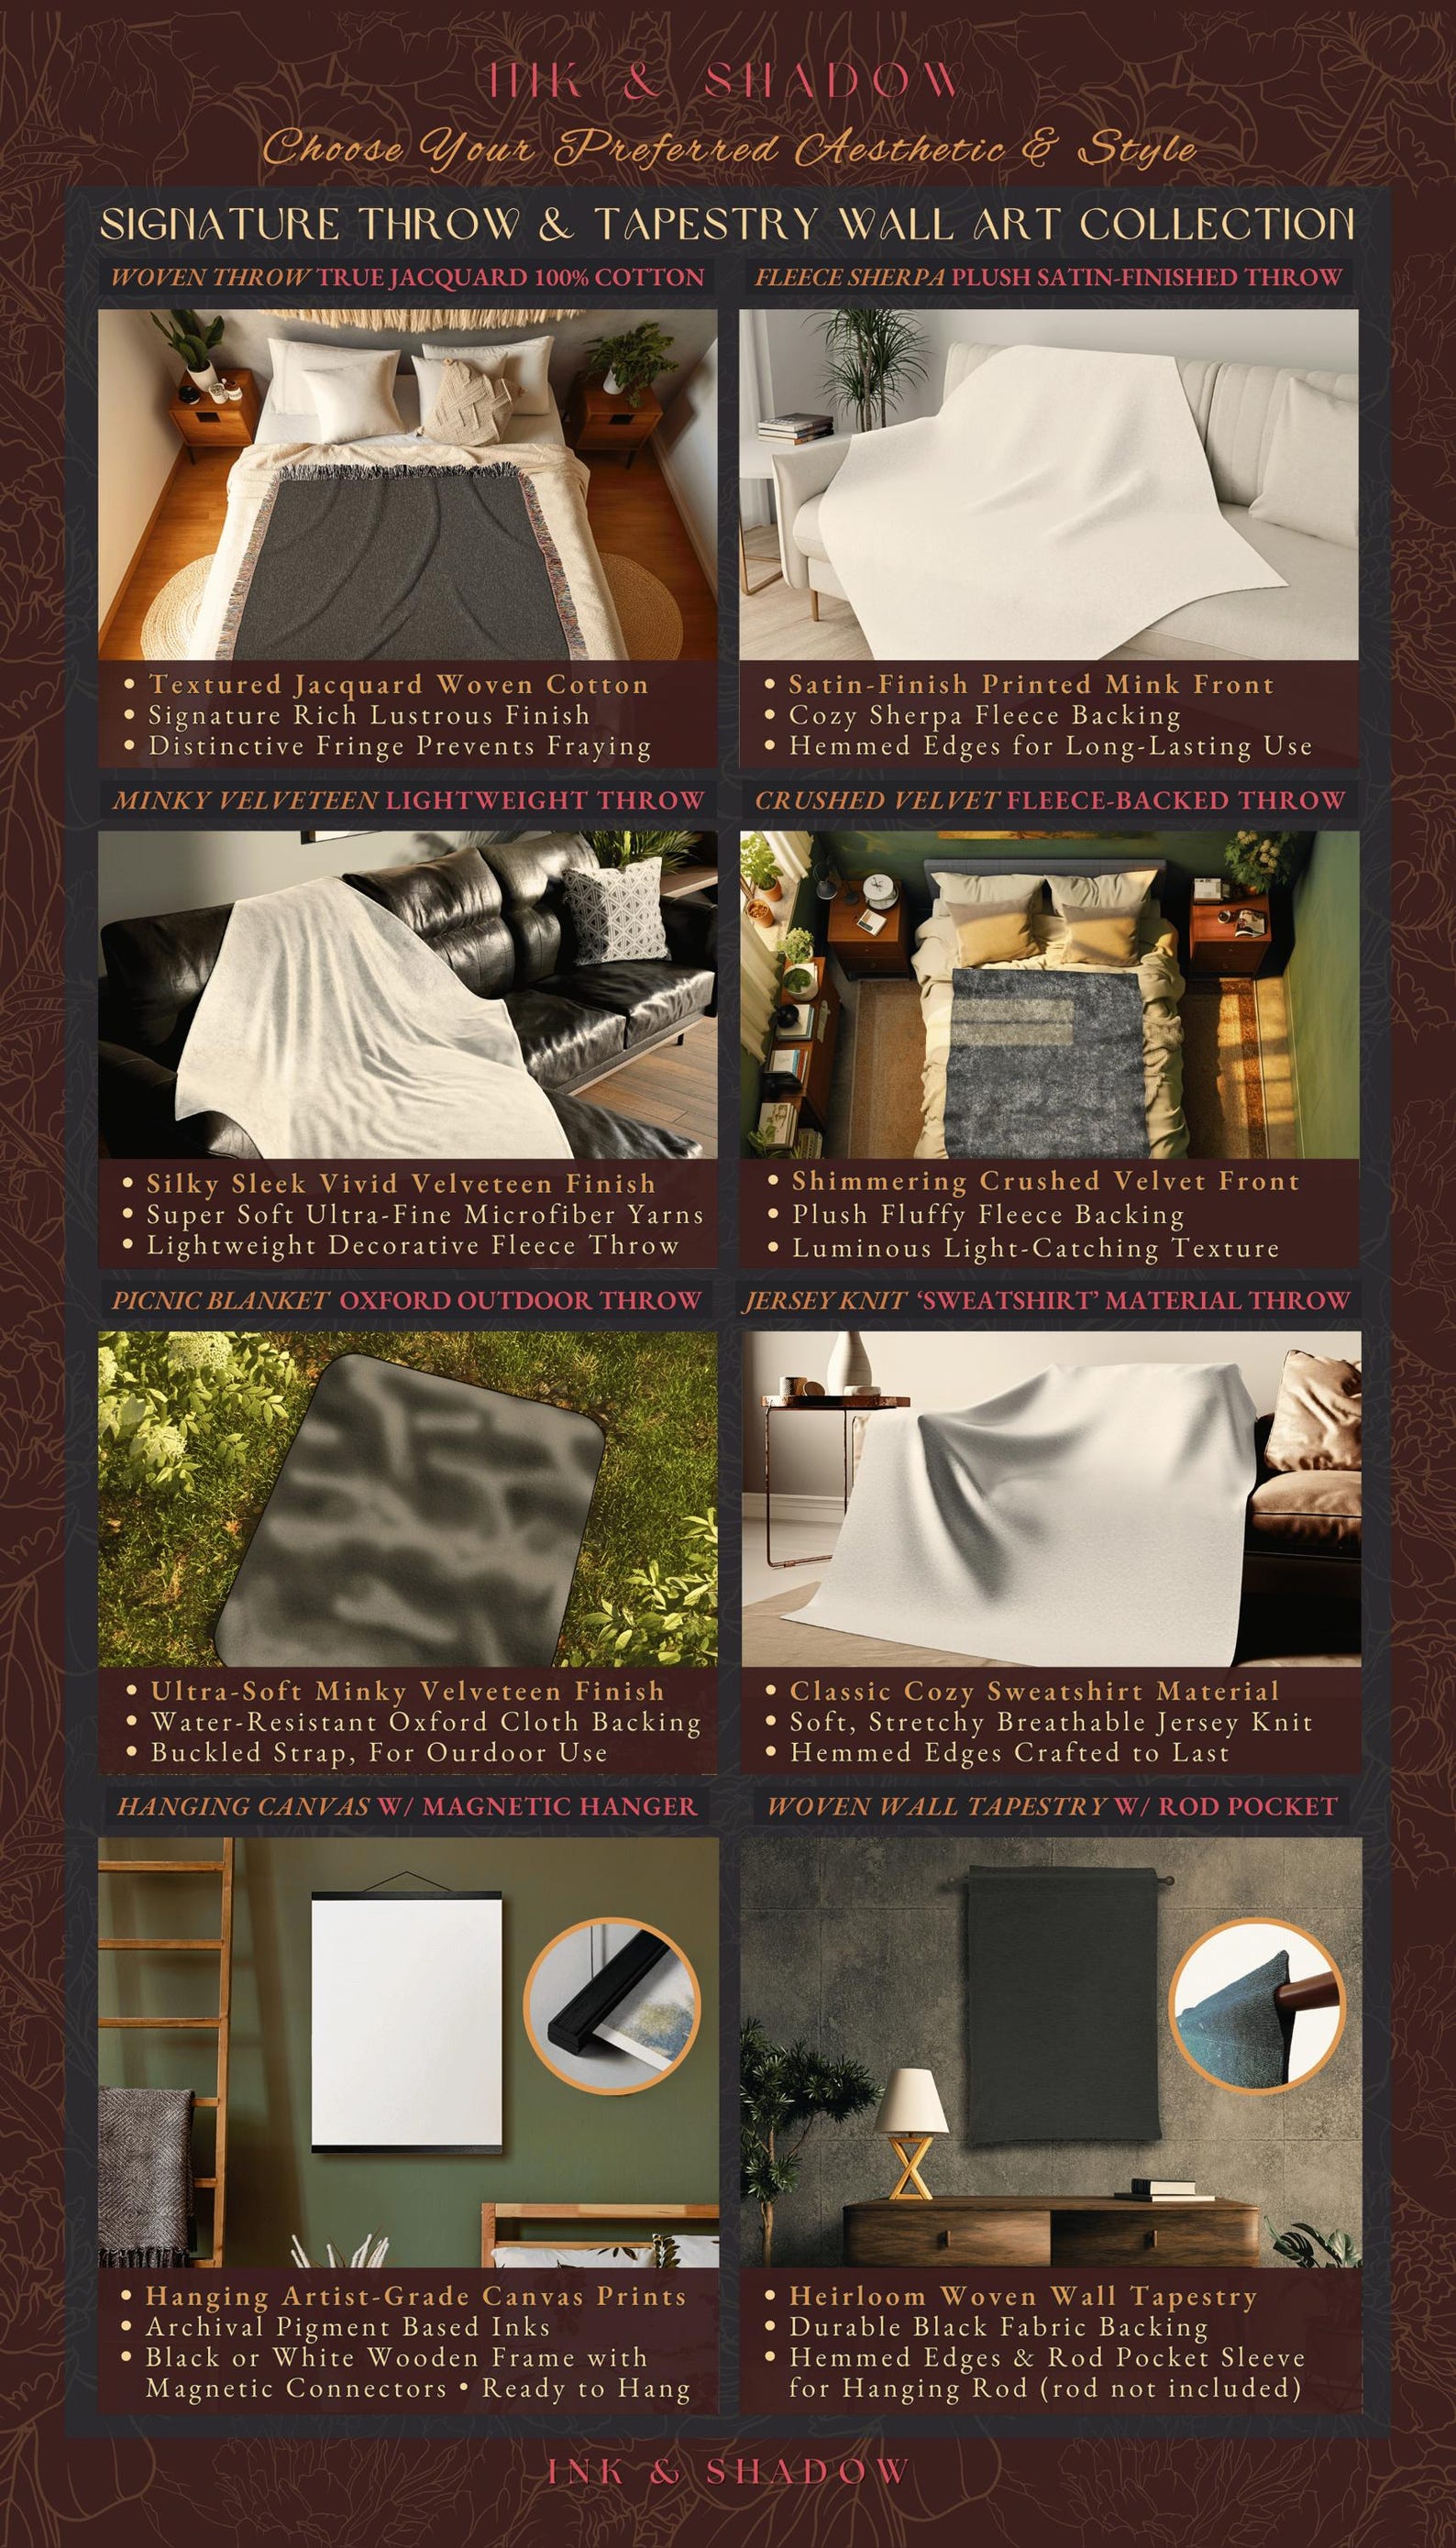 INK & SHADOW
Choose Your Preferred Aesthetic & Style
SIGNATURE THROW & TAPESTRY WALL ART COLLECTION
WOVEN THROW TRUE JACQUARD 100% COTTON
• Textured Jacquard Woven Cotton
• Signature Rich Lustrous Finish
• Distinctive Fringe Prevents Fraying
FLEECE SHERPA PLUSH SATIN-FINISHED THROW
• Satin-Finish Printed Mink Front
• Cozy Sherpa Fleece Backing
• Hemmed Edges for Long-Lasting Use
MINKY VELVETEEN LIGHTWEIGHT THROW
• Silky Sleek Vivid Velveteen Finish
• Super Soft Ultra-Fine Microfiber Yarns
• Lightweight Decorative Fleece Throw
CRUSHED VELVET FLEECE-BACKED THROW
• Shimmering Crushed Velvet Front
• Plush Fluffy Fleece Backing
• Luminous Light-Catching Texture
PICNIC BLANKET OXFORD OUTDOOR THROW
• Ultra-Soft Minky Velveteen Finish
• Water-Resistant Oxford Cloth Backing
• Buckled Strap, For Ourdoor Use
JERSEY KNIT ‘SWEATSHIRT’ MATERIAL THROW
• Classic Cozy Sweatshirt Material
• Soft, Stretchy Breathable Jersey Knit
• Hemmed Edges Crafted to Last
HANGING CANVAS W/ MAGNETIC HANGER
• Hanging Artist-Grade Canvas Prints
• Archival Pigment Based Inks
• Black or White Wooden Frame with
Magnetic Connectors • Ready to Hang
WOVEN WALL TAPESTRY W/ ROD POCKET
• Heirloom Woven Wall Tapestry
• Durable Black Fabric Backing
• Hemmed Edges & Rod Pocket Sleeve
for Hanging Rod (rod not included)
INK & SHADOW